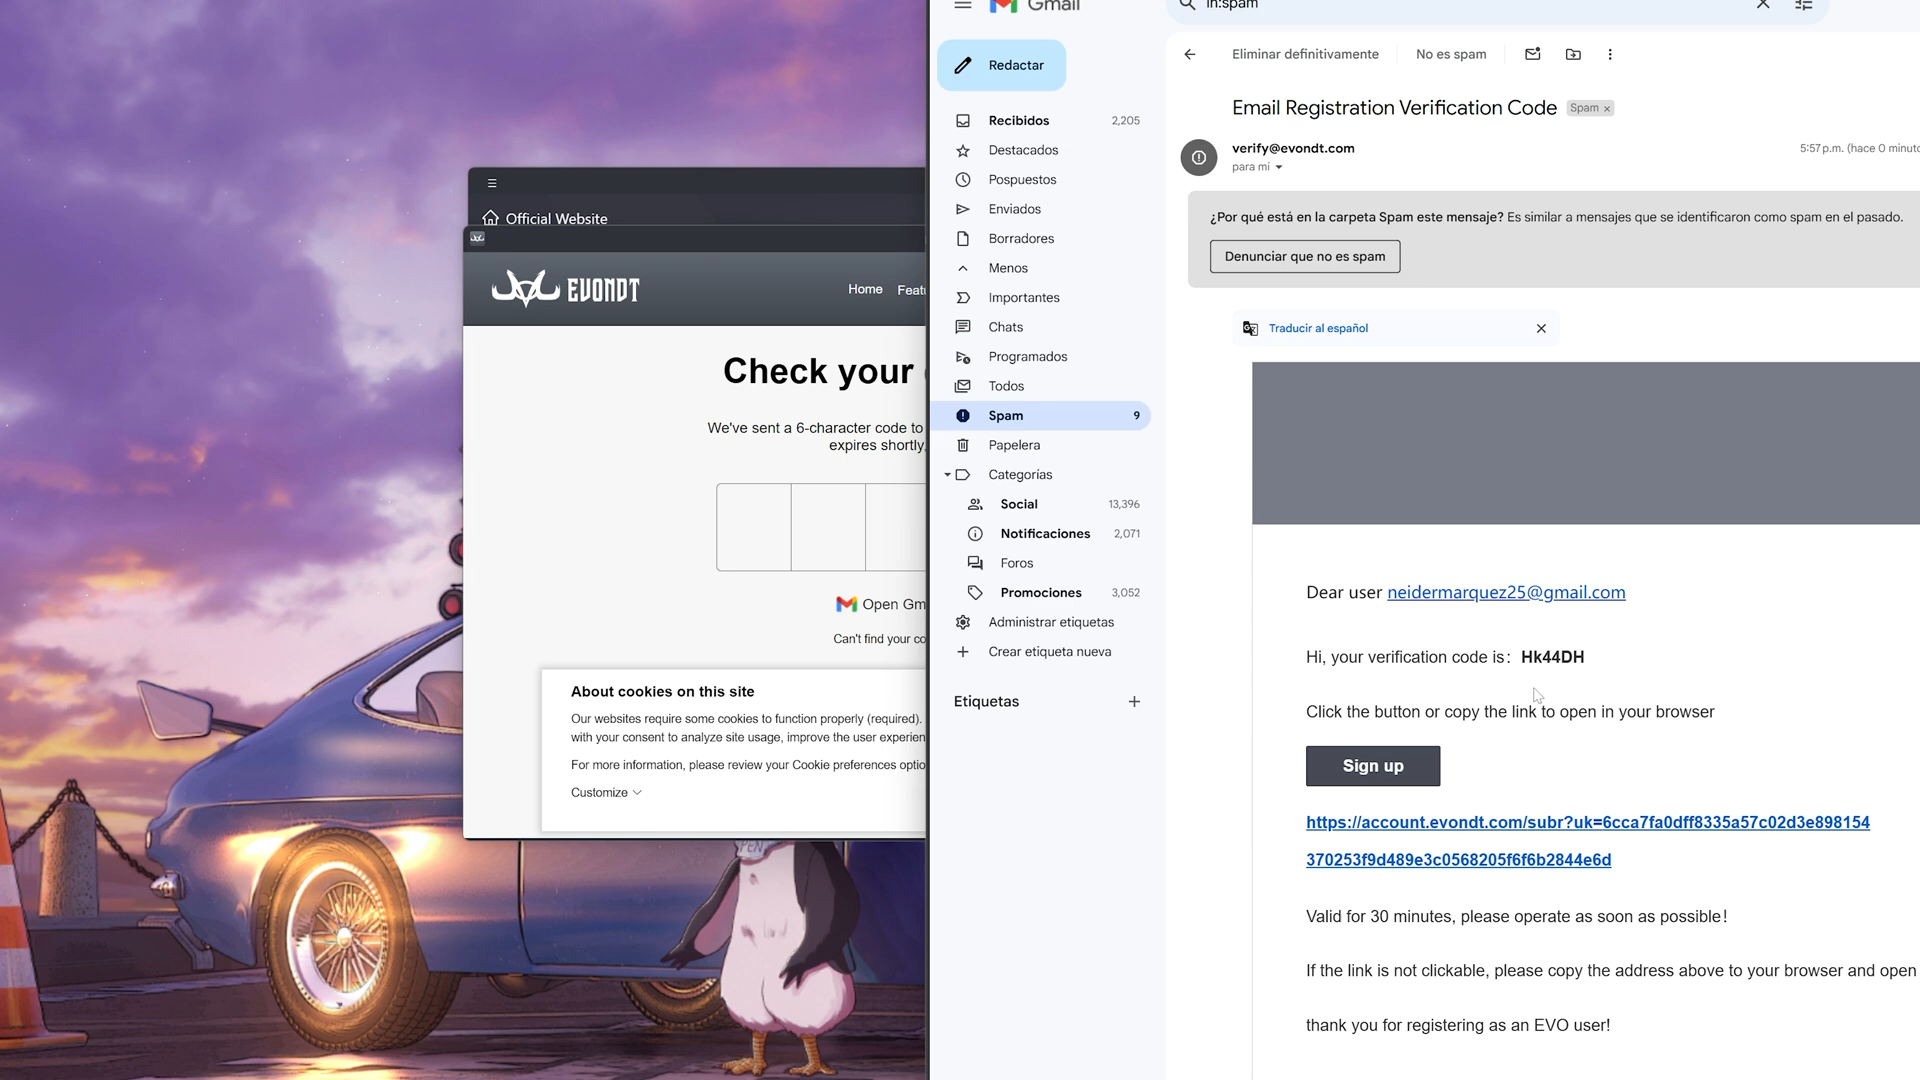 Official Website
EVONDT
Home
Check your
We've sent a 6-character code to
expires shortly,
Open
Can't find your
About cookies on this site
Our websites require some cookies to function properly (required).
with your consent to analyze site usage, improve the user
For more information, please review your Cookie preferences
Customize
PEN
Gmail
in:spam
Redactar
Recibidos 2,205
Destacados
Pospuestos
Enviados
Borradores
Menos
Importantes
Chats
Programados
Todos
Spam 9
Papelera
Categorías
Social 13,396
Notificaciones 2,071
Foros
Promociones 3,052
Administrar etiquetas
Crear etiqueta nueva
Etiquetas
Eliminar definitivamente
No es spam
Email Registration Verification Code Spam ×
verify@evondt.com
5:57 p.m. (hace 0
para mí
¿Por qué está en la carpeta Spam este mensaje? Es similar a mensajes que se identificaron como spam en el pasado.
Denunciar que no es spam
Traducir al español
Dear user neidermarquez25@gmail.com
Hi, your verification code is: Hk44DH
Click the button or copy the link to open in your browser
Sign up
https://account.evondt.com/subr?uk=6cca7fa0dff8335a57c02d3e898154
370253f9d489e3c0568205f6f6b2844e6d
Valid for 30 minutes, please operate as soon as possible!
If the link is not clickable, please copy the address above to your browser and open
thank you for registering as an EVO user!